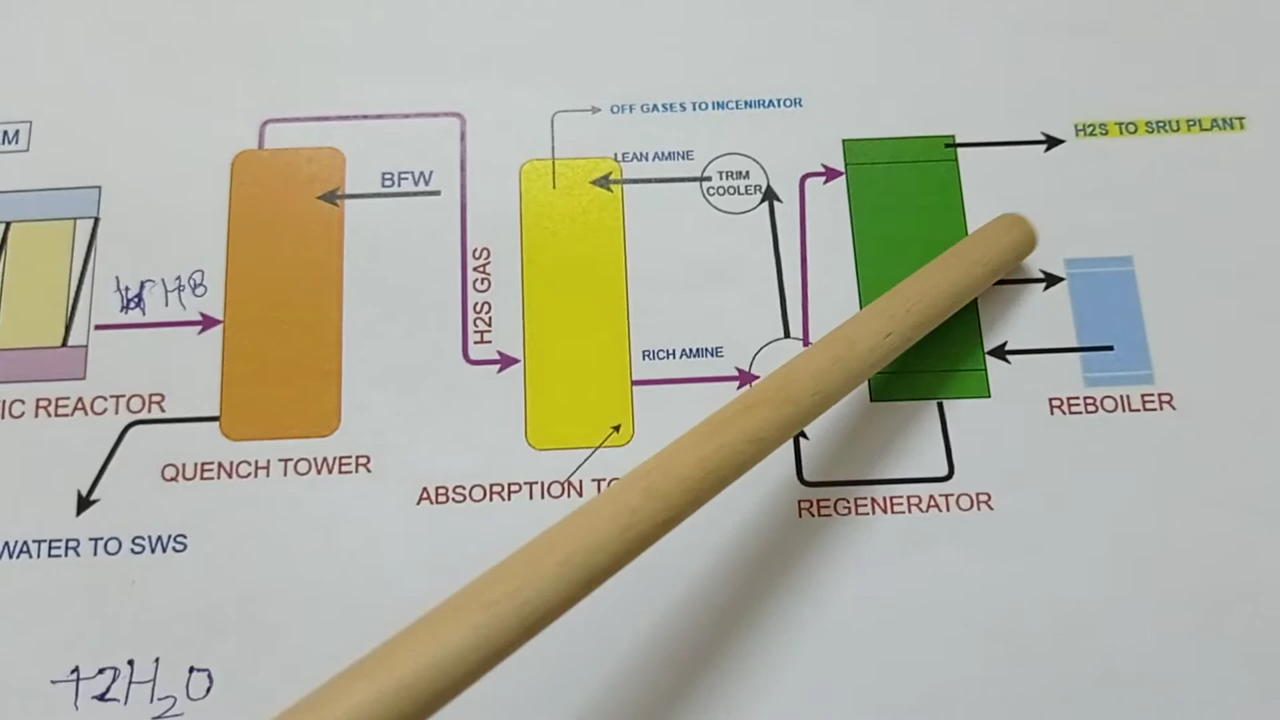 OFF GASES TO INCENIRATOR
H2S TO SRU PLANT
LEAN AMINE
TRIM
COOLER
BFW
H2S GAS
RICH AMINE
IC REACTOR
REBOILER
QUENCH TOWER
ABSORPTION
REGENERATOR
WATER TO SWS
+2H₂O